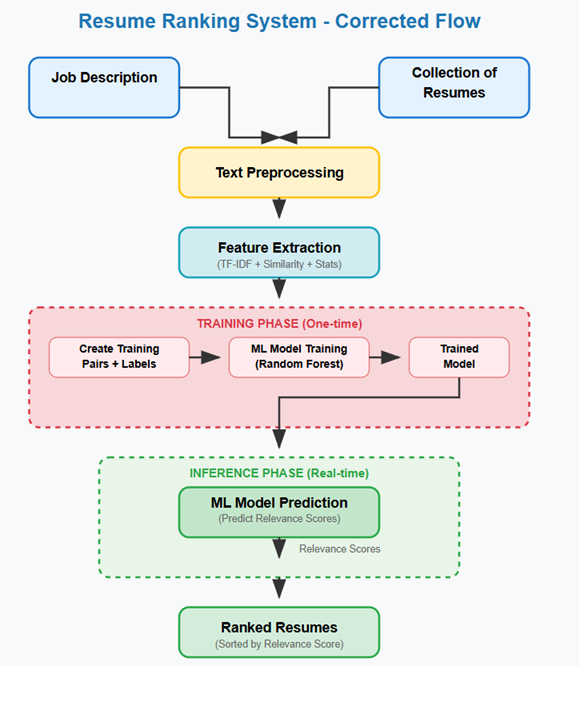 Resume Ranking System - Corrected Flow
Job Description
Collection of
Resumes
Text Preprocessing
Feature Extraction
(TF-IDF + Similarity + Stats)
TRAINING PHASE (One-time)
Create Training
Pairs + Labels
ML Model Training
(Random Forest)
Trained
Model
INFERENCE PHASE (Real-time)
ML Model Prediction
(Predict Relevance Scores)
Relevance Scores
Ranked Resumes
(Sorted by Relevance Score)